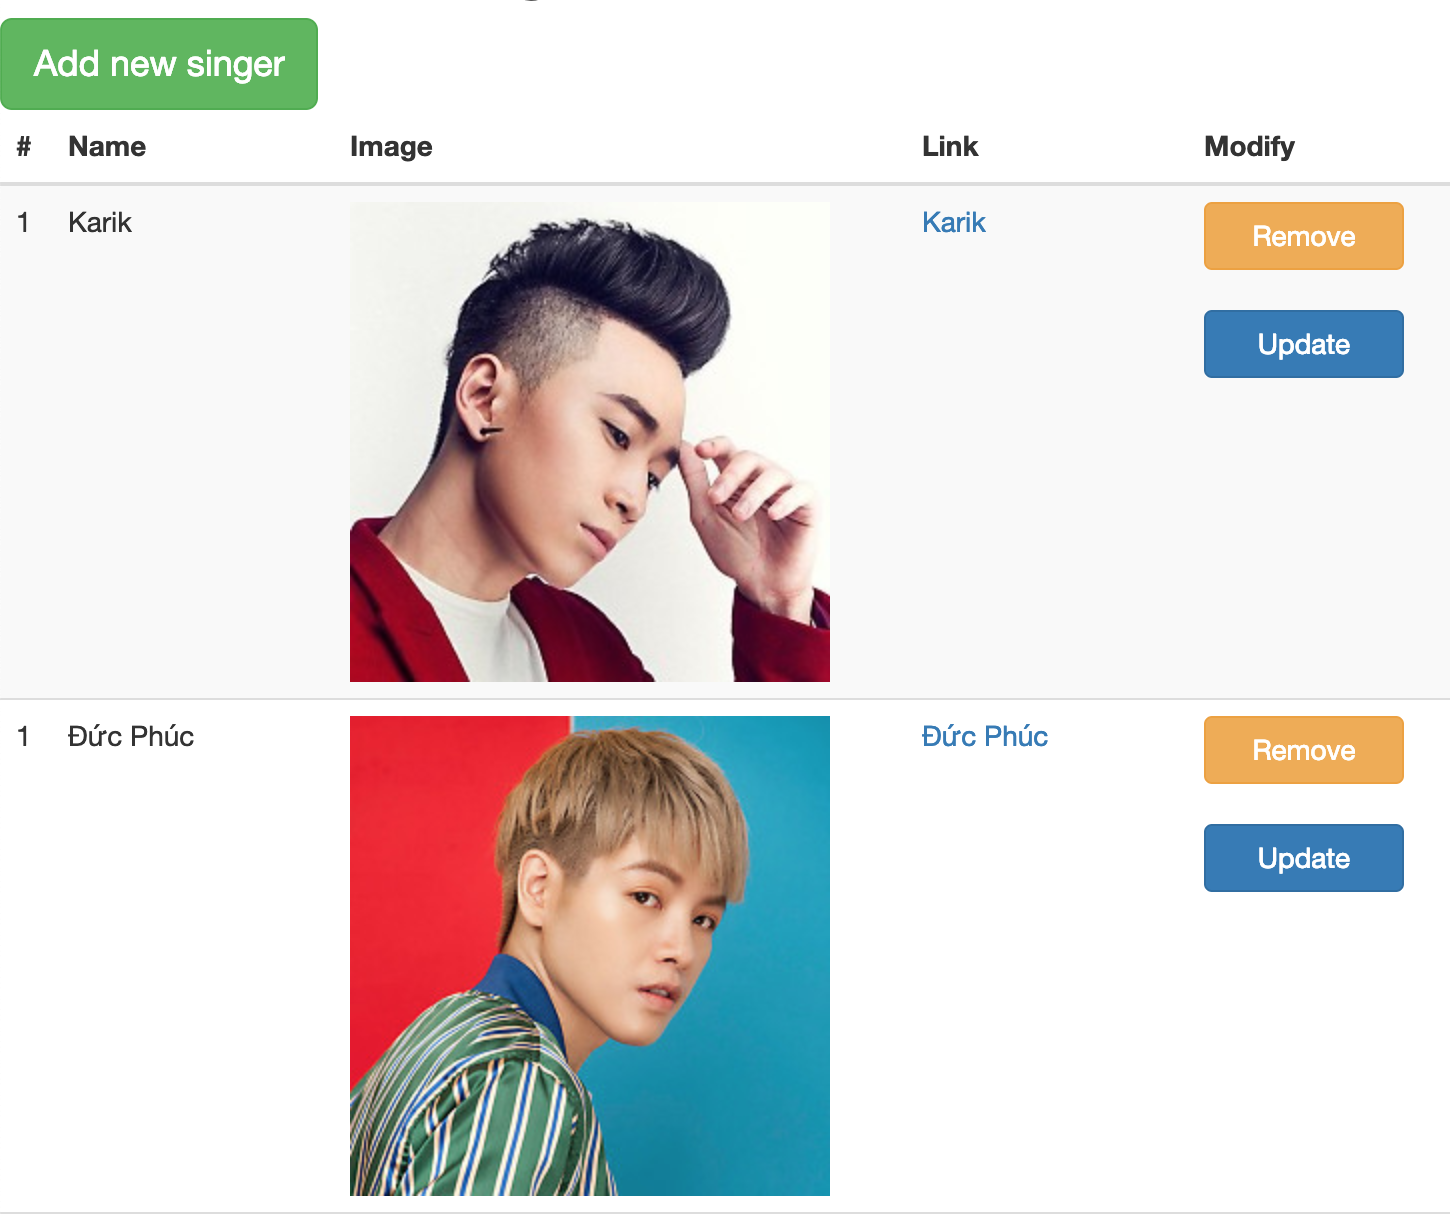 Add new singer
# Name Image Link Modify
1 Karik Karik Remove
Update
1 Đức Phúc Đức Phúc Remove
Update